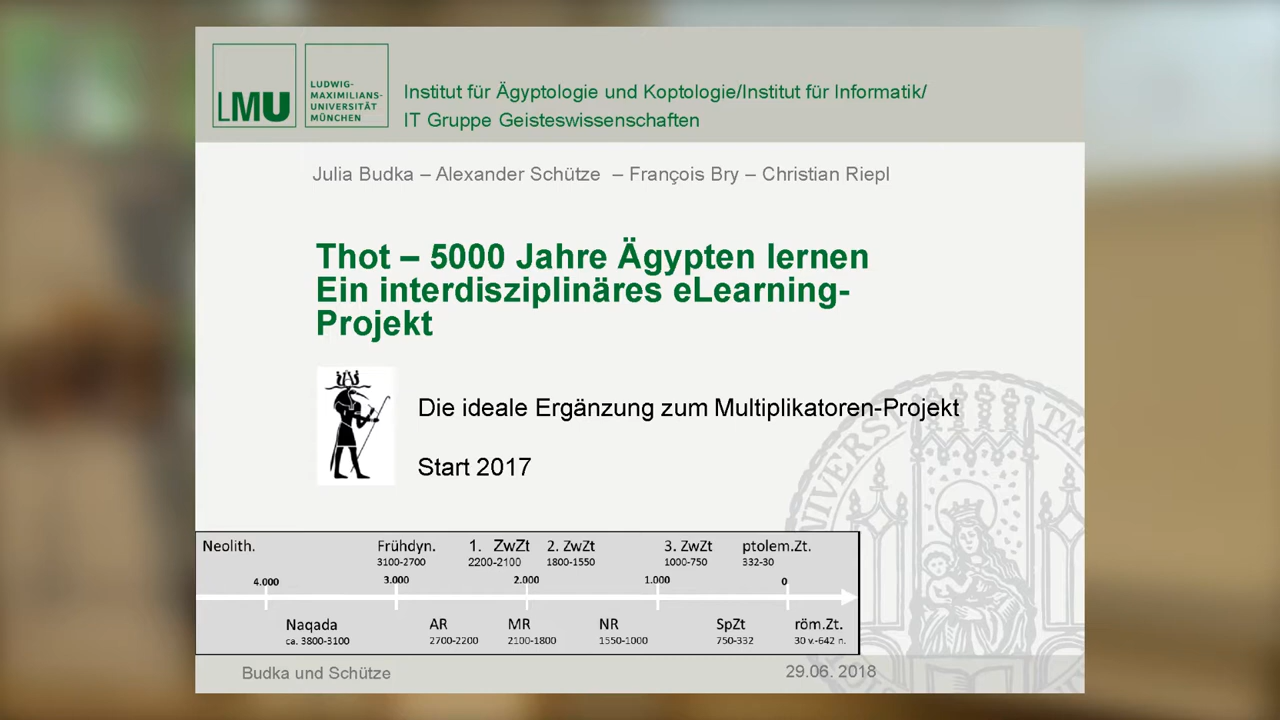 LMU
LUDWIG-
MAXIMILIANS-
UNIVERSITÄT
MÜNCHEN
Institut für Ägyptologie und Koptologie/Institut für Informatik/
IT Gruppe Geisteswissenschaften
Julia Budka – Alexander Schütze – François Bry – Christian Riepl
Thot – 5000 Jahre Ägypten lernen
Ein interdisziplinäres eLearning-
Projekt
Die ideale Ergänzung zum Multiplikatoren-Projekt
Start 2017
Neolith. Frühdyn. 1. ZwZt 2. ZwZt 3. ZwZt ptolem.Zt.
3100-2700 2200-2100 1800-1550 1000-750 332-30
4.000 3.000 2.000 1.000 0
Naqada AR MR NR SpZt röm.Zt.
ca. 3800-3100 2700-2200 2100-1800 1550-1000 750-332 30 v.-642 n.
Budka und Schütze 29.06. 2018